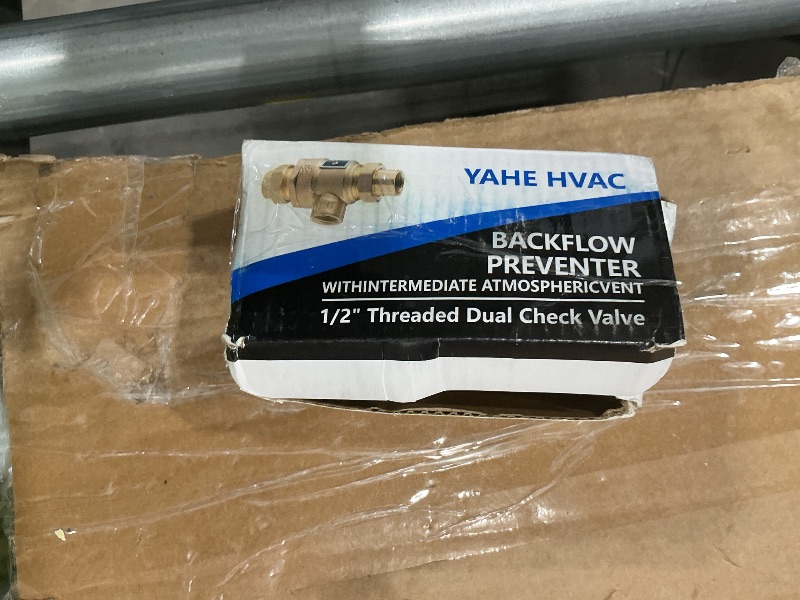 YAHE HVAC
BACKFLOW
PREVENTER
WITHINTERMEDIATE ATMOSPHERICVENT
1/2" Threaded Dual Check Valve